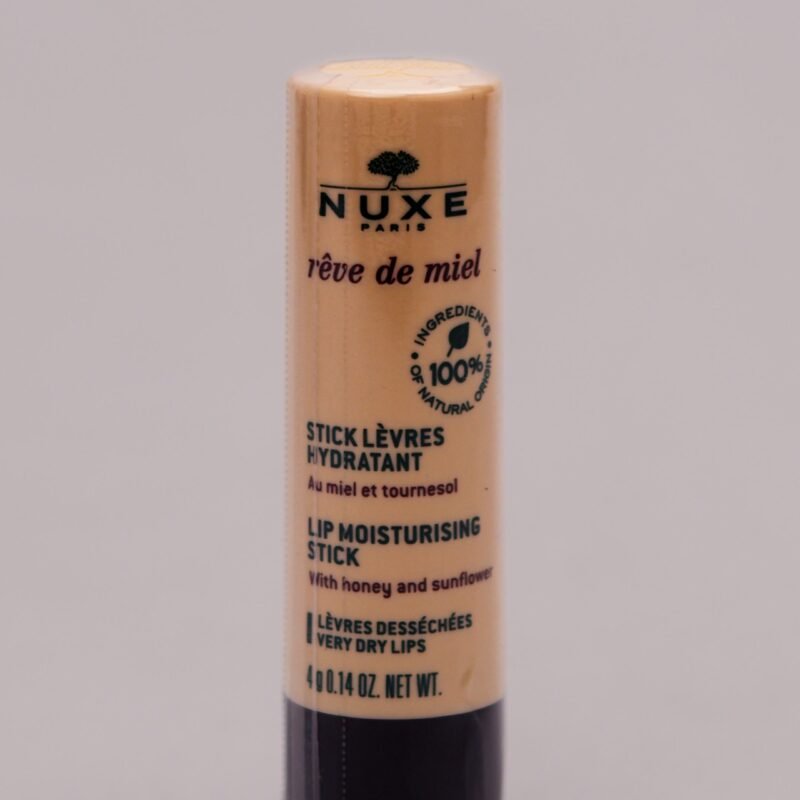 NUXE
PARIS
rêve de miel
INGREDIENTS
100%
OF NATURAL ORIGIN
STICK LÈVRES
HYDRATANT
Au miel et tournesol
LIP MOISTURISING
STICK
With honey and sunflower
LÈVRES DESSÉCHÉES
VERY DRY LIPS
4 g 0.14 OZ. NET WT.